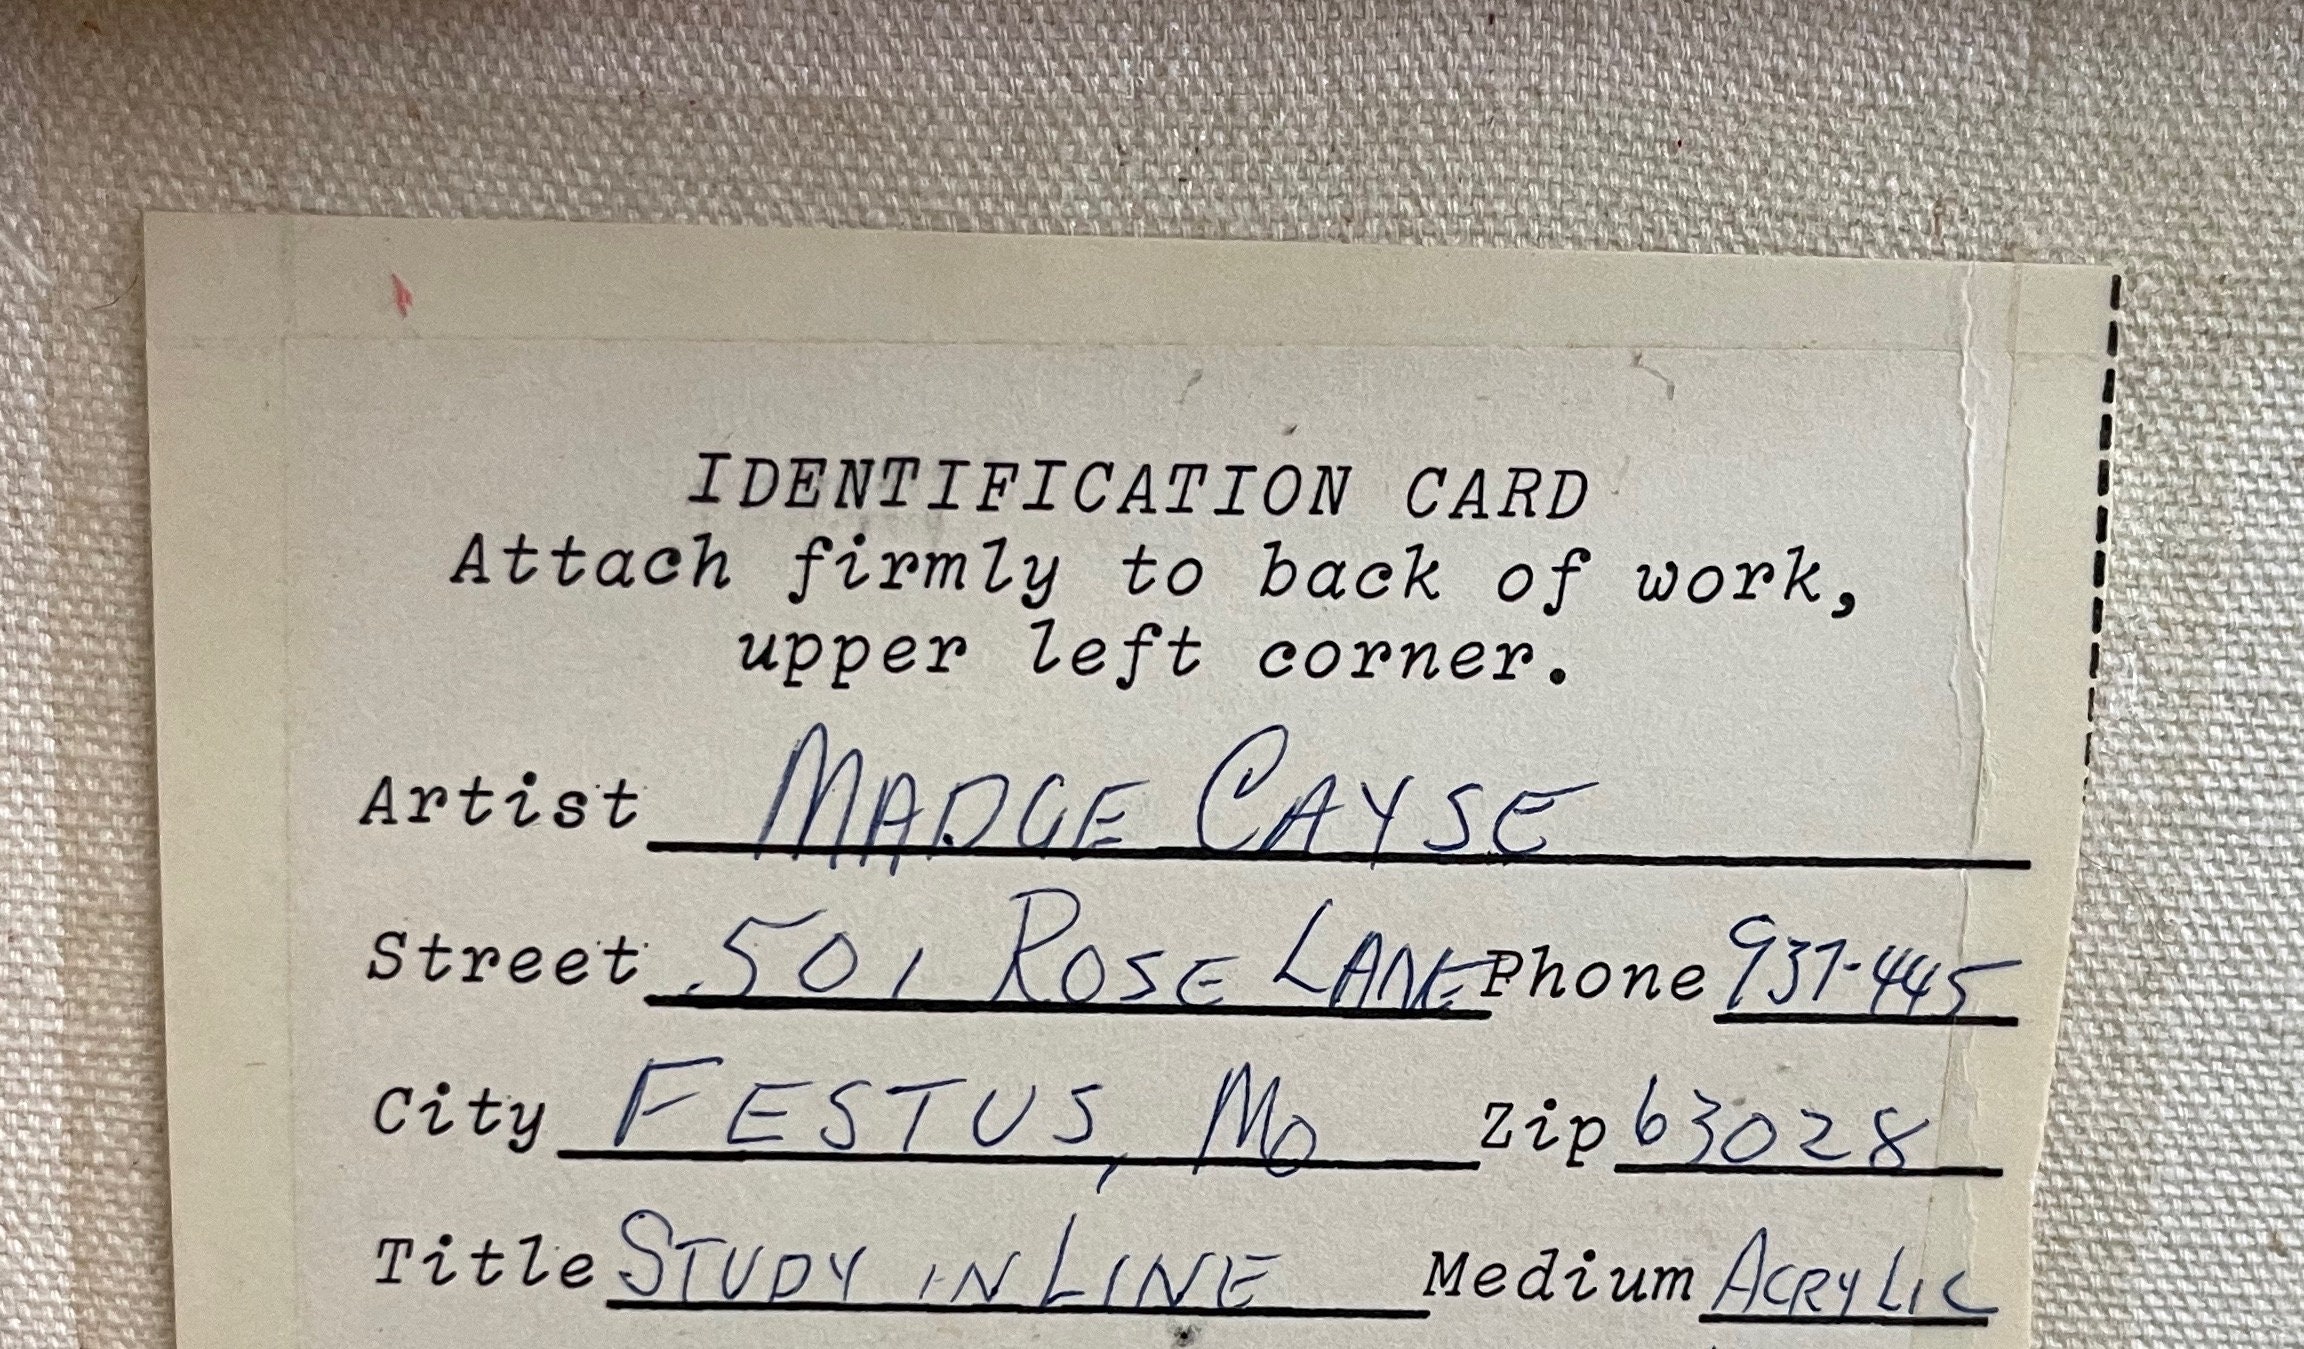 IDENTIFICATION CARD
Attach firmly to back of work,
upper left corner.
Artist MADGE CAYSE
Street 501 ROSE LANE Phone 937-445
City FESTUS, MO Zip 63028
Title STUDY IN LINE Medium ACRYLIC